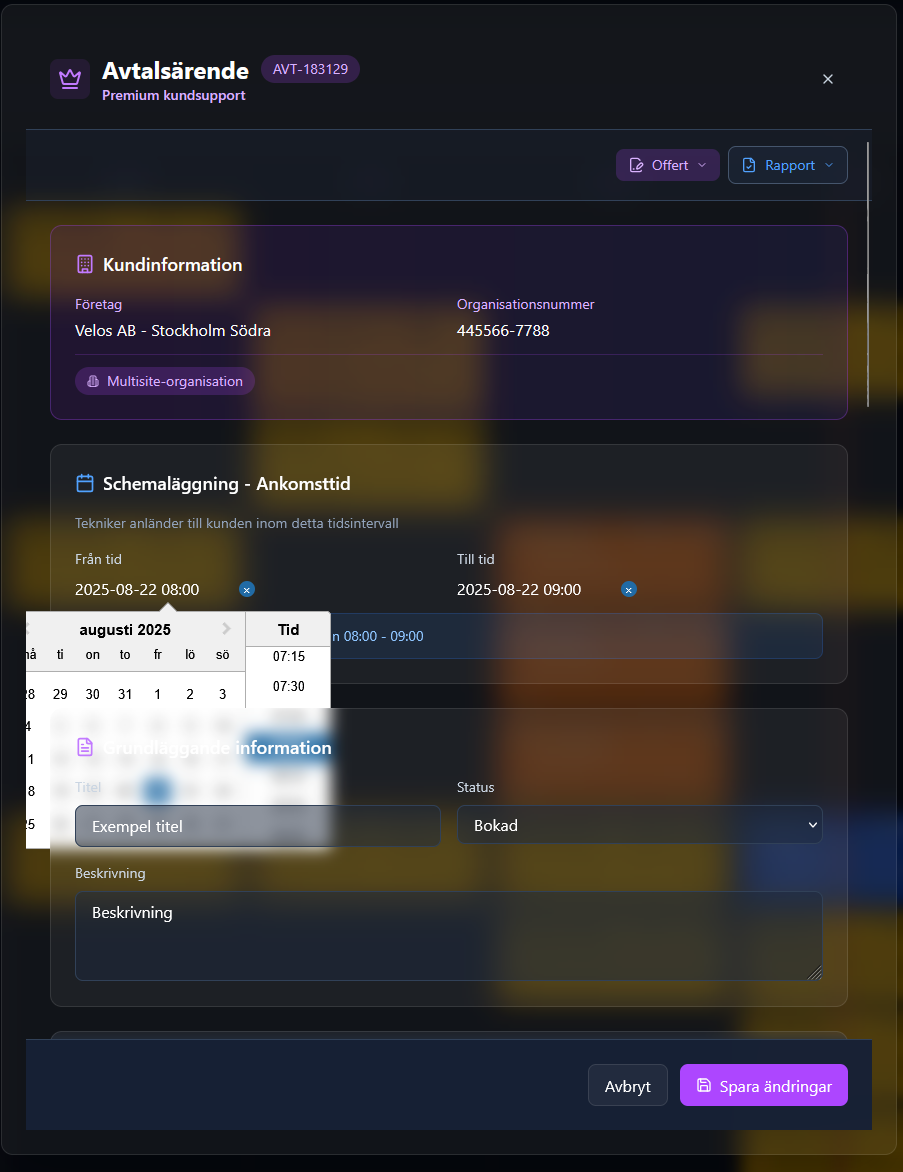 Avtalsärende AVT-183129
Premium kundsupport
Offert Rapport
Kundinformation
Företag Organisationsnummer
Velos AB - Stockholm Södra 445566-7788
Multisite-organisation
Schemaläggning - Ankomsttid
Tekniker anländer till kunden inom detta tidsintervall
Från tid Till tid
2025-08-22 08:00 2025-08-22 09:00
augusti 2025 Tid
n 08:00 - 09:00
å ti on to fr lö sö
07:15
07:30
28 29 30 31 1 2 3
4
1
Grundläggande information
Titel Status
8
Exempel titel Bokad
25
Beskrivning
Beskrivning
Avbryt Spara ändringar